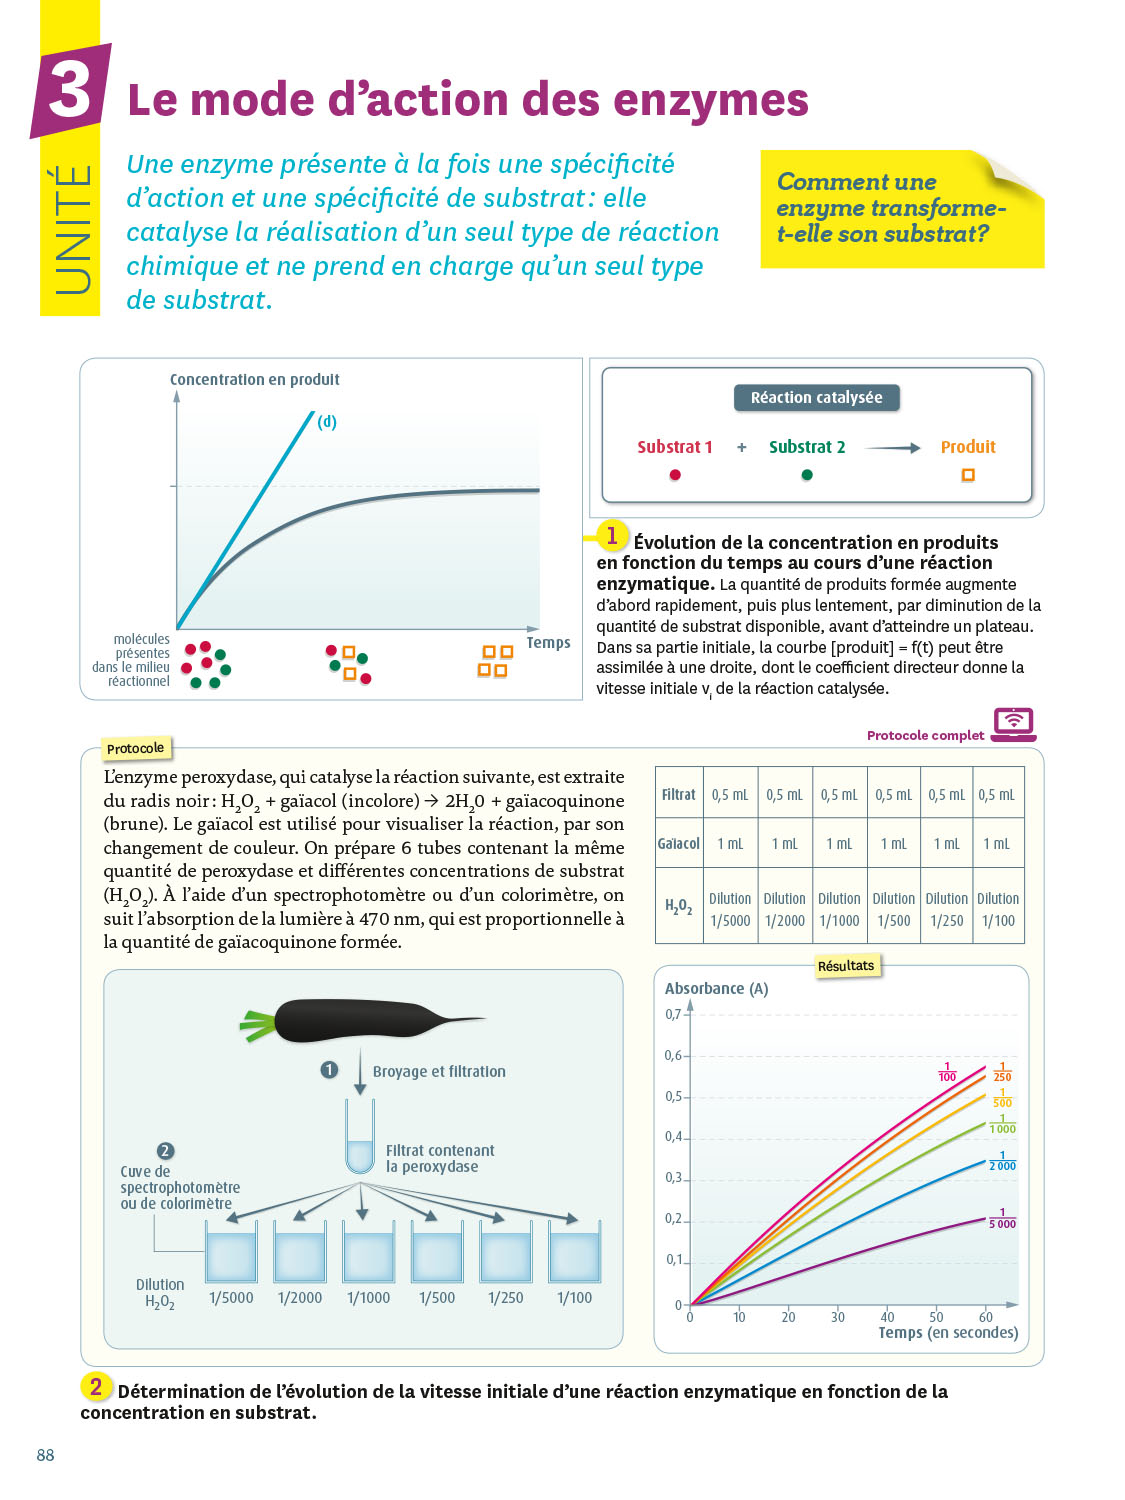 3
UNITÉ
Le mode d’action des enzymes
Une enzyme présente à la fois une spécificité
d’action et une spécificité de substrat : elle
catalyse la réalisation d’un seul type de réaction
chimique et ne prend en charge qu’un seul type
de substrat.
Comment une
enzyme transforme-
t-elle son substrat?
Concentration en produit
(d)
Temps
molécules
présentes
dans le milieu
réactionnel
Réaction catalysée
Substrat 1 + Substrat 2 → Produit
1 Évolution de la concentration en produits
en fonction du temps au cours d’une réaction
enzymatique. La quantité de produits formée augmente
d’abord rapidement, puis plus lentement, par diminution de la
quantité de substrat disponible, avant d’atteindre un plateau.
Dans sa partie initiale, la courbe [produit] = f(t) peut être
assimilée à une droite, dont le coefficient directeur donne la
vitesse initiale vᵢ de la réaction catalysée.
Protocole complet
Protocole
L’enzyme peroxydase, qui catalyse la réaction suivante, est extraite
du radis noir : H₂O₂ + gaïacol (incolore) → 2H₂0 + gaïacoquinone
(brune). Le gaïacol est utilisé pour visualiser la réaction, par son
changement de couleur. On prépare 6 tubes contenant la même
quantité de peroxydase et différentes concentrations de substrat
(H₂O₂). À l’aide d’un spectrophotomètre ou d’un colorimètre, on
suit l’absorption de la lumière à 470 nm, qui est proportionnelle à
la quantité de gaïacoquinone formée.
Filtrat 0,5 mL 0,5 mL 0,5 mL 0,5 mL 0,5 mL 0,5 mL
Gaïacol 1 mL 1 mL 1 mL 1 mL 1 mL 1 mL
H₂O₂ Dilution Dilution Dilution Dilution Dilution Dilution
1/5000 1/2000 1/1000 1/500 1/250 1/100
1 Broyage et filtration
Filtrat contenant
la peroxydase
2
Cuve de
spectrophotomètre
ou de colorimètre
Dilution
H₂O₂
1/5000 1/2000 1/1000 1/500 1/250 1/100
Résultats
Absorbance (A)
0,7
0,6
0,5
0,4
0,3
0,2
0,1
0
1/100
1/250
1/500
1/1 000
1/2 000
1/5 000
0 10 20 30 40 50 60
Temps (en secondes)
2 Détermination de l’évolution de la vitesse initiale d’une réaction enzymatique en fonction de la
concentration en substrat.
88